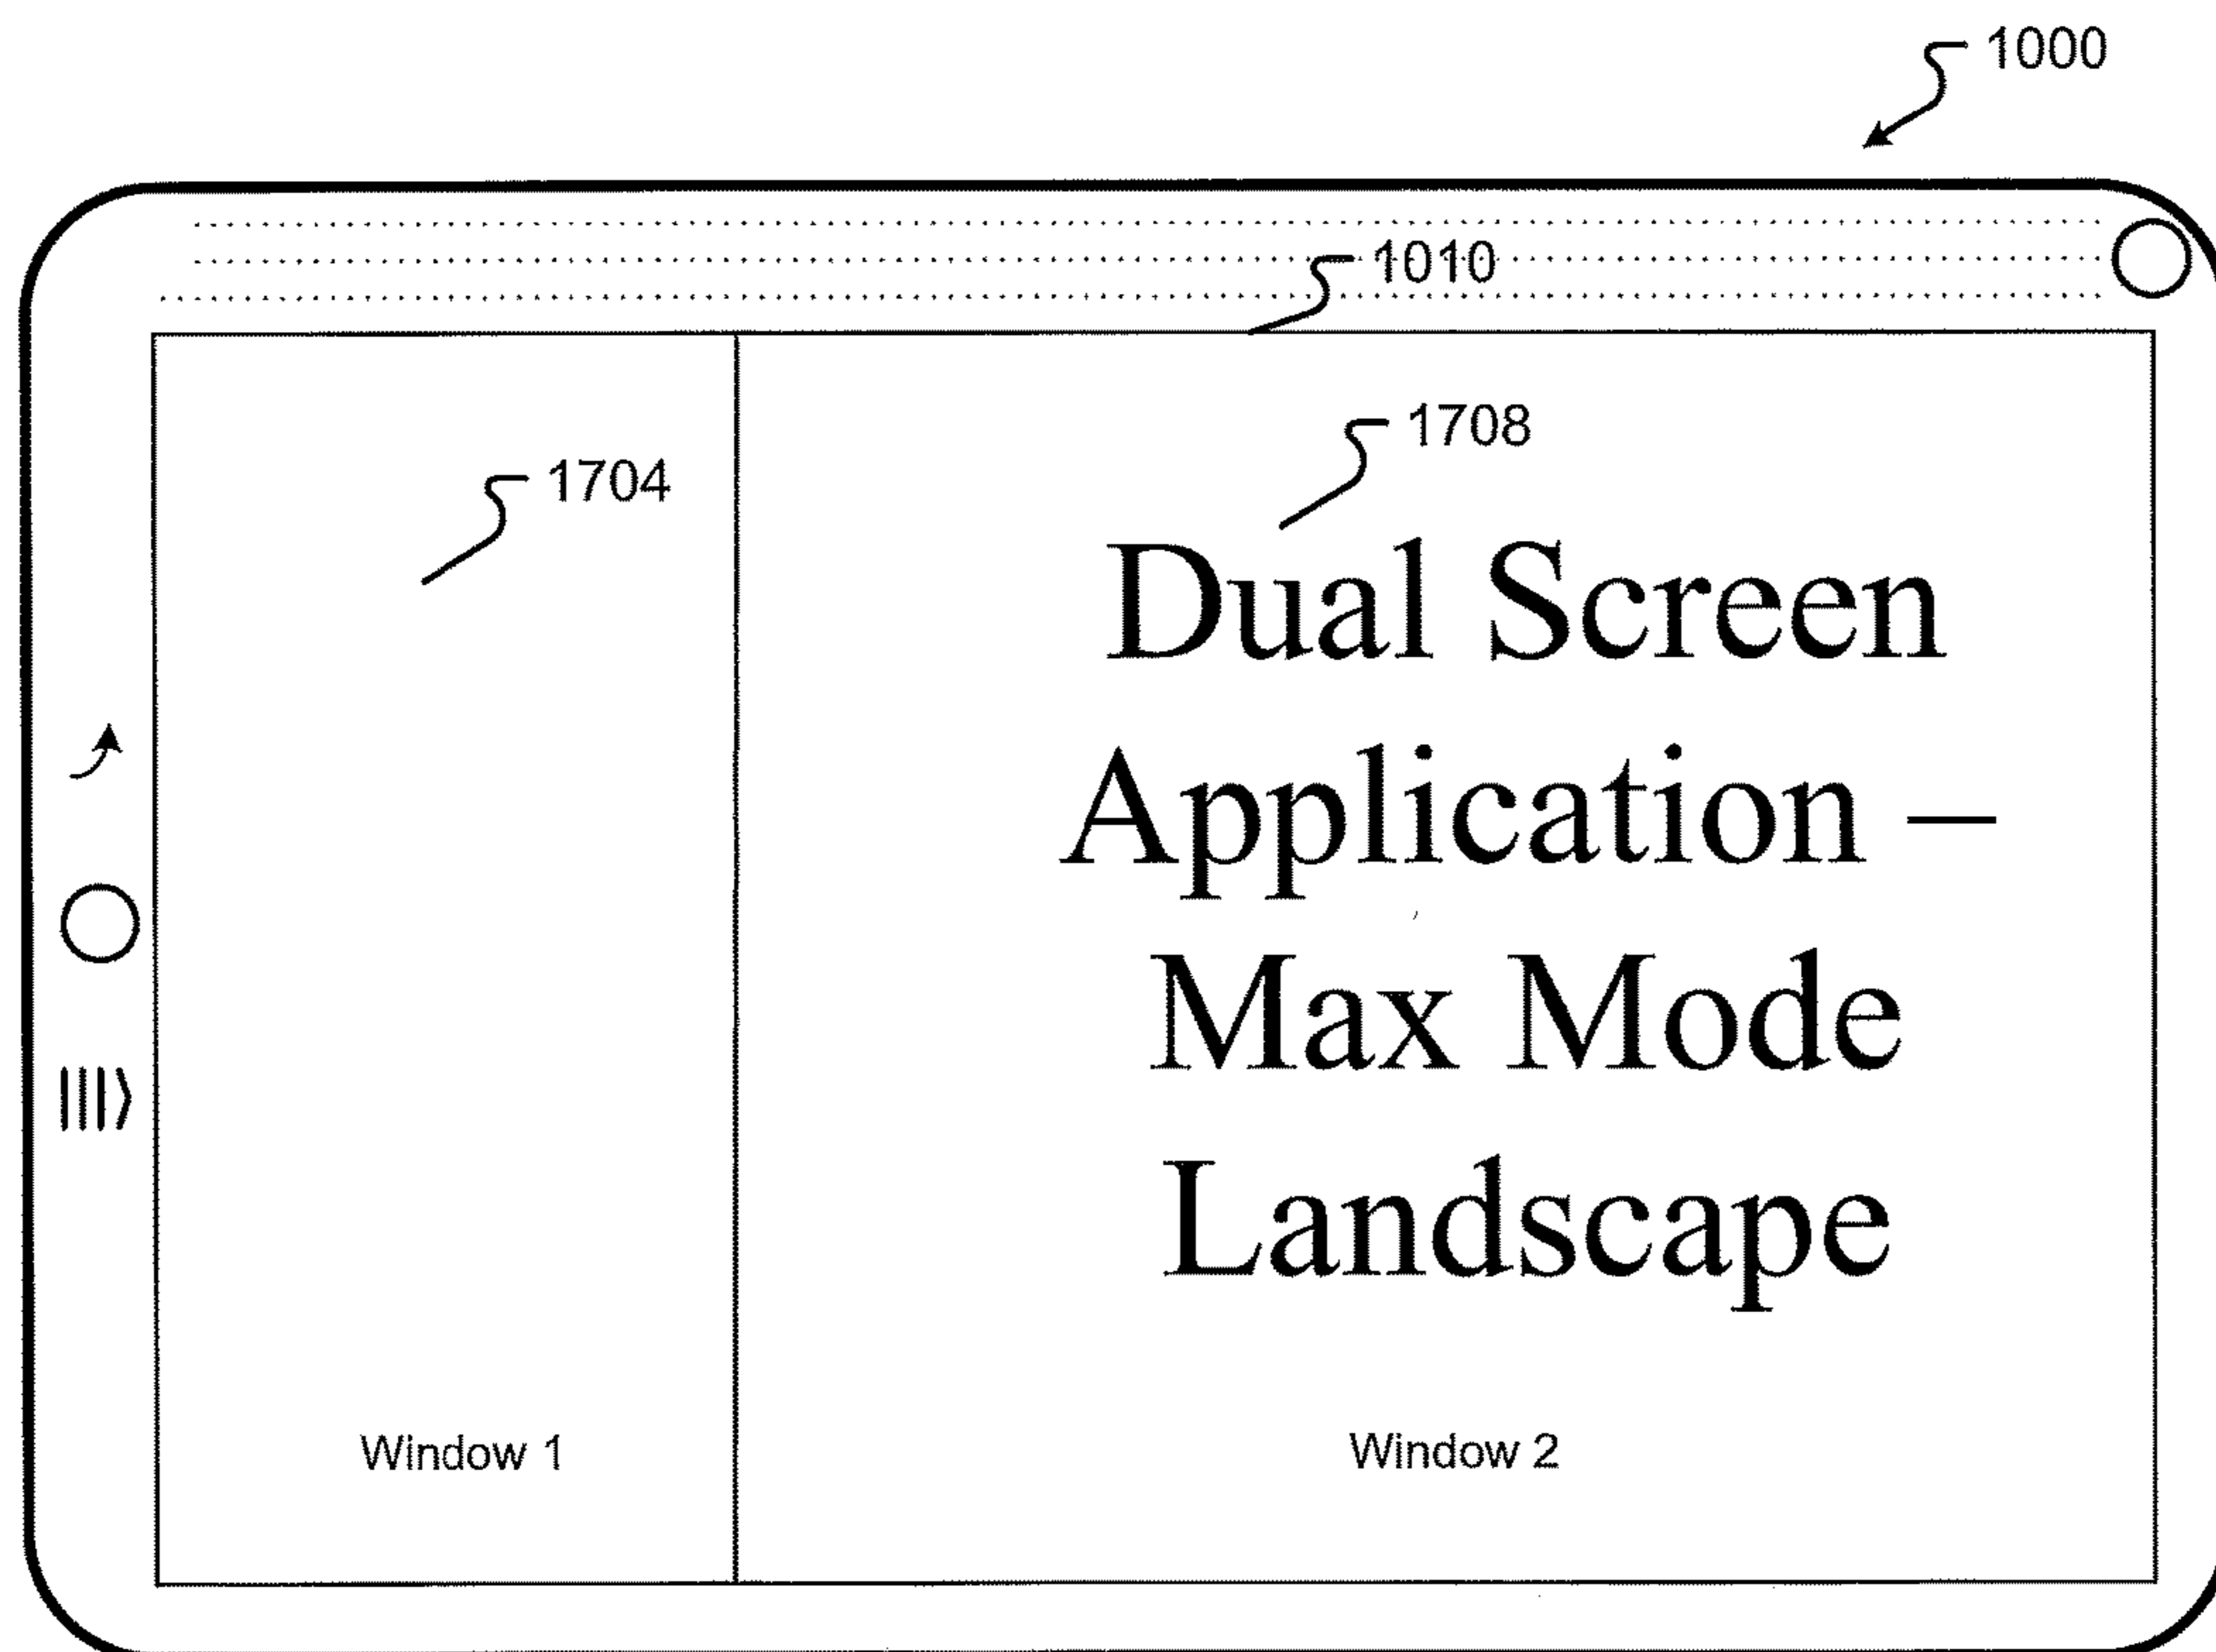 1000
1010
1704
1708
Dual Screen
Application –
Max Mode
Landscape
Window 1
Window 2